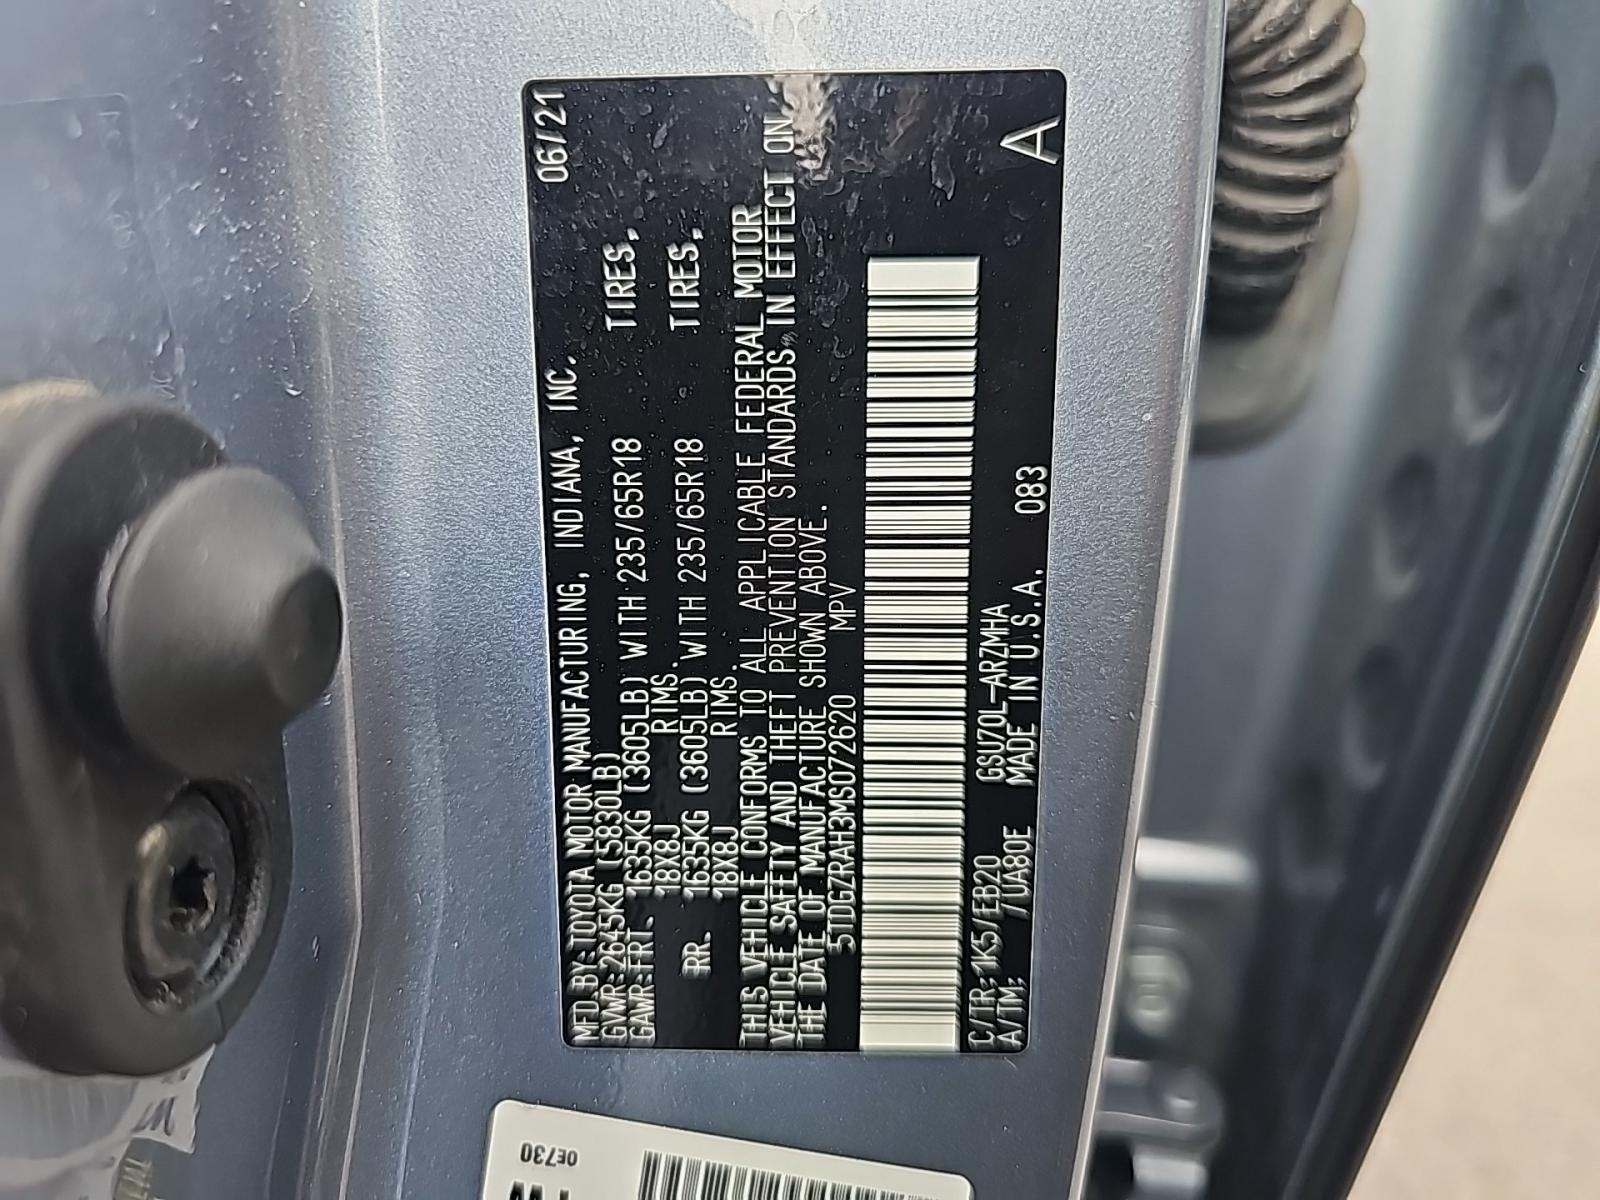 MFD.BY:TOYOTA MOTOR MANUFACTURING, INDIANA, INC. 06/21
GVWR:2645KG (5830LB)
GAWR:FRT. 1635KG (3605LB) WITH 235/65R18 TIRES,
18X8J RIMS.
RR. 1635KG (3605LB) WITH 235/65R18 TIRES,
18X8J RIMS.
THIS VEHICLE CONFORMS TO ALL APPLICABLE FEDERAL MOTOR
VEHICLE SAFETY AND THEFT PREVENTION STANDARDS IN EFFECT ON
THE DATE OF MANUFACTURE SHOWN ABOVE.
5TDGZRAH3MS072620 MPV
C/TR:1K5/EB20 GSU70L-ARZMHA
A/TM: /UA80E MADE IN U.S.A. 083 A
0E730